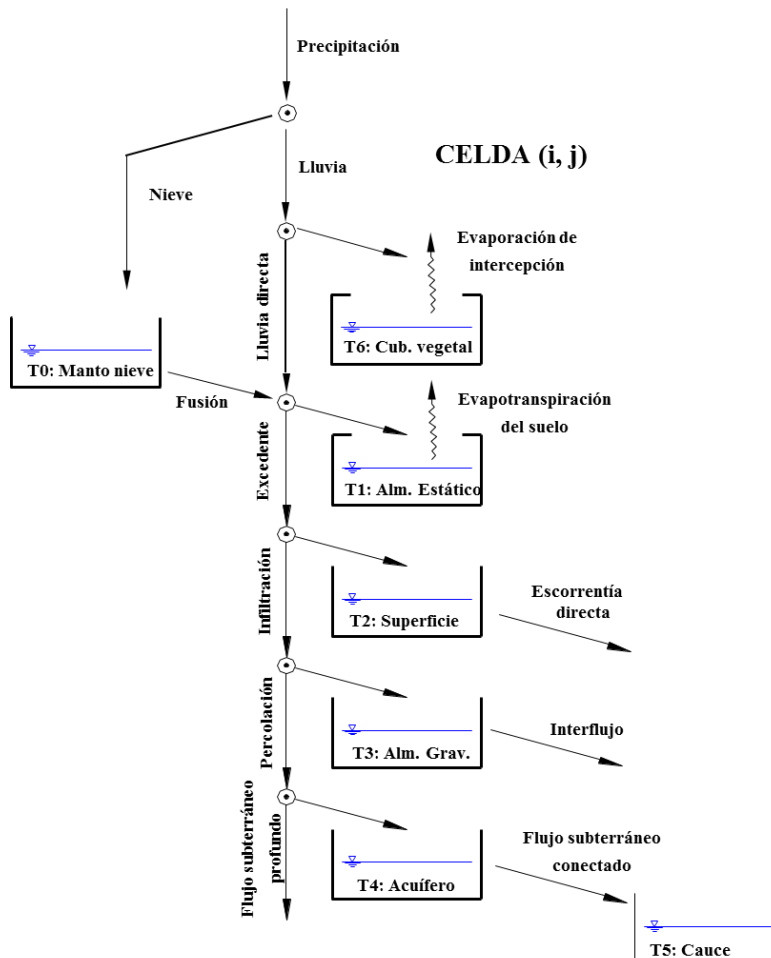 Precipitación
CELDA (i, j)
Lluvia
Nieve
Evaporación de
intercepción
Lluvia directa
T6: Cub. vegetal
T0: Manto nieve
Fusión
Evapotranspiración
del suelo
Excedente
T1: Alm. Estático
Infiltración
Escorrentía
directa
T2: Superficie
Percolación
Interflujo
T3: Alm. Grav.
Flujo subterráneo
profundo
Flujo subterráneo
conectado
T4: Acuífero
T5: Cauce